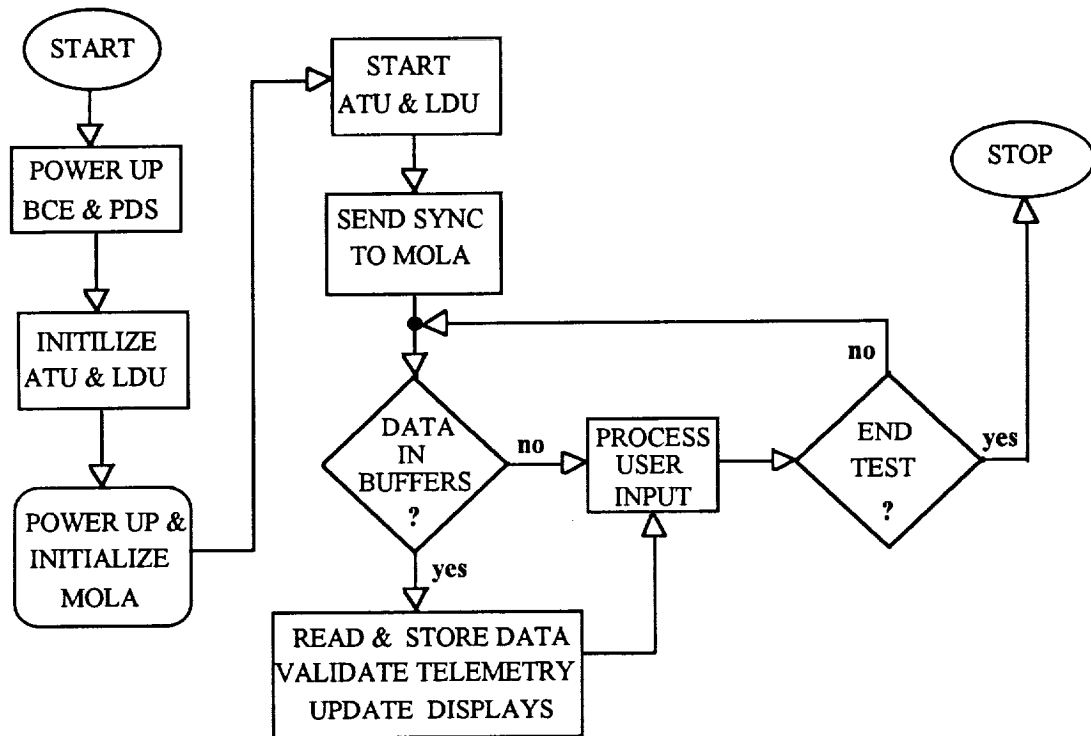 START
POWER UP
BCE & PDS
INITILIZE
ATU & LDU
POWER UP &
INITIALIZE
MOLA
START
ATU & LDU
SEND SYNC
TO MOLA
DATA
IN
BUFFERS
?
no
yes
READ & STORE DATA
VALIDATE TELEMETRY
UPDATE DISPLAYS
PROCESS
USER
INPUT
END
TEST
?
no
yes
STOP